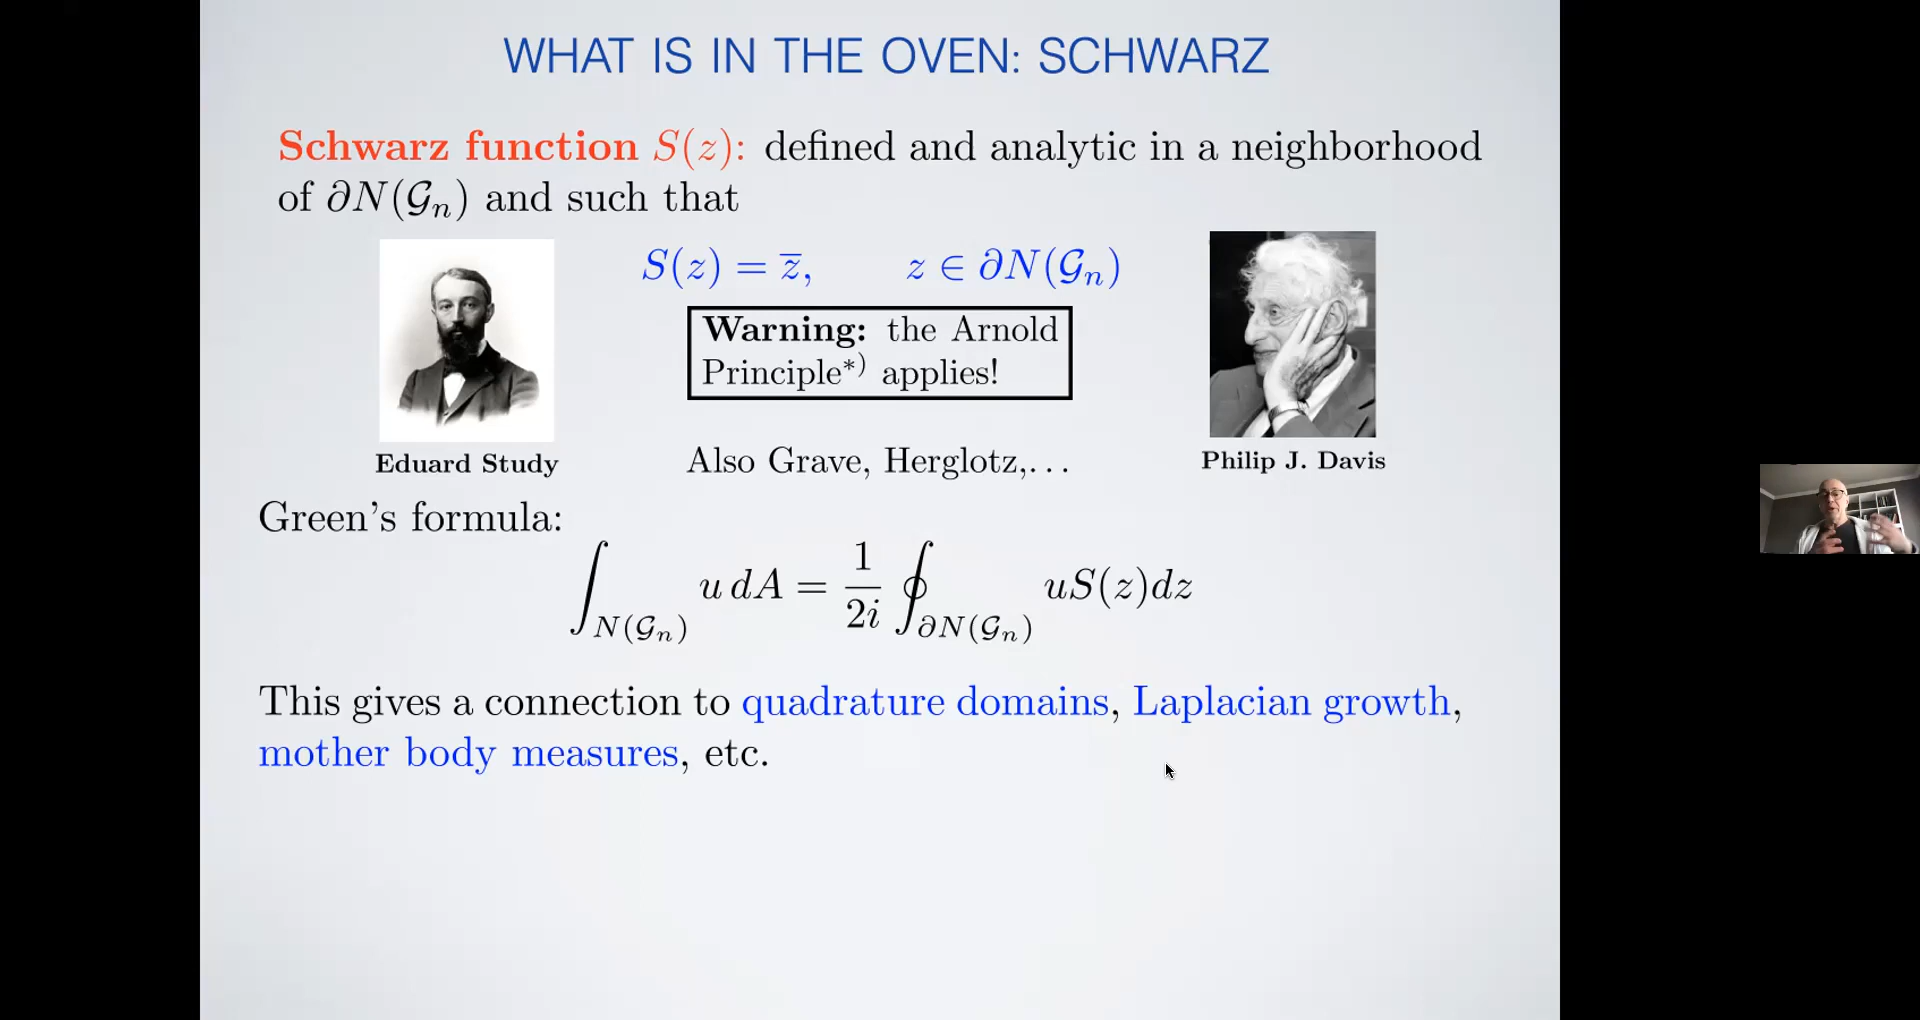 WHAT IS IN THE OVEN: SCHWARZ
Schwarz function S(z): defined and analytic in a neighborhood
of ∂N(𝒢ₙ) and such that
S(z) = z̅, z ∈ ∂N(𝒢ₙ)
Warning: the Arnold
Principle*) applies!
Eduard Study
Also Grave, Herglotz,...
Philip J. Davis
Green's formula:
∫_{N(𝒢ₙ)} u dA = \frac{1}{2i} ∮_{∂N(𝒢ₙ)} uS(z)dz
This gives a connection to quadrature domains, Laplacian growth,
mother body measures, etc.